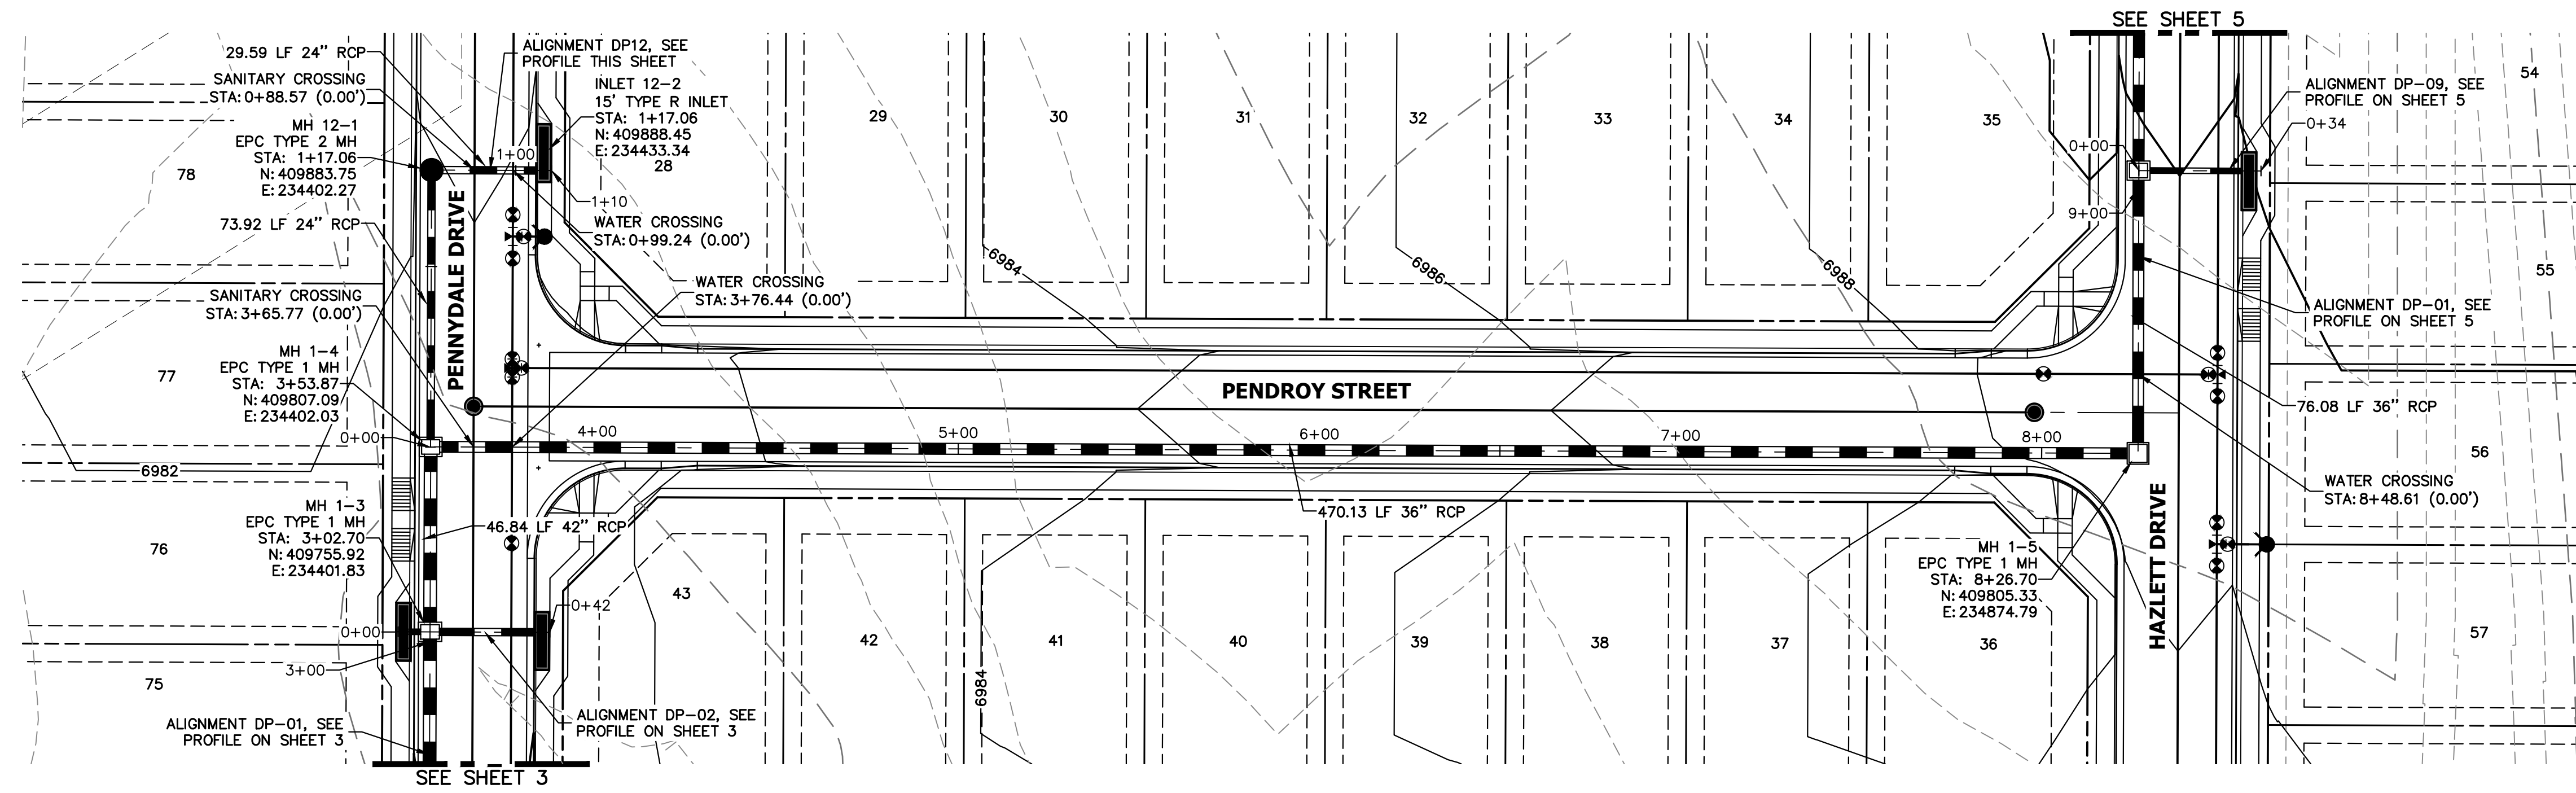 SEE SHEET 5
29.59 LF 24" RCP
SANITARY CROSSING
STA: 0+88.57 (0.00')
MH 12-1
EPC TYPE 2 MH
STA: 1+17.06
N: 409883.75
E: 234402.27
73.92 LF 24" RCP
SANITARY CROSSING
STA: 3+65.77 (0.00')
MH 1-4
EPC TYPE 1 MH
STA: 3+53.87
N: 409807.09
E: 234402.03
0+00
6982
MH 1-3
EPC TYPE 1 MH
STA: 3+02.70
N: 409755.92
E: 234401.83
0+00
3+00
ALIGNMENT DP-01, SEE
PROFILE ON SHEET 3
78
77
76
75
PENNYDALE DRIVE
ALIGNMENT DP12, SEE
PROFILE THIS SHEET
INLET 12-2
15' TYPE R INLET
STA: 1+17.06
N: 409888.45
E: 234433.34
28
1+00
1+10
WATER CROSSING
STA: 0+99.24 (0.00')
WATER CROSSING
STA: 3+76.44 (0.00')
29
30
31
32
33
34
35
6984
6986
6988
PENDROY STREET
4+00
5+00
6+00
7+00
8+00
46.84 LF 42" RCP
470.13 LF 36" RCP
0+42
ALIGNMENT DP-02, SEE
PROFILE ON SHEET 3
43
42
41
40
39
38
37
36
6984
MH 1-5
EPC TYPE 1 MH
STA: 8+26.70
N: 409805.33
E: 234874.79
HAZLETT DRIVE
0+00
9+00
ALIGNMENT DP-09, SEE
PROFILE ON SHEET 5
0+34
ALIGNMENT DP-01, SEE
PROFILE ON SHEET 5
76.08 LF 36" RCP
WATER CROSSING
STA: 8+48.61 (0.00')
54
55
56
57
SEE SHEET 3